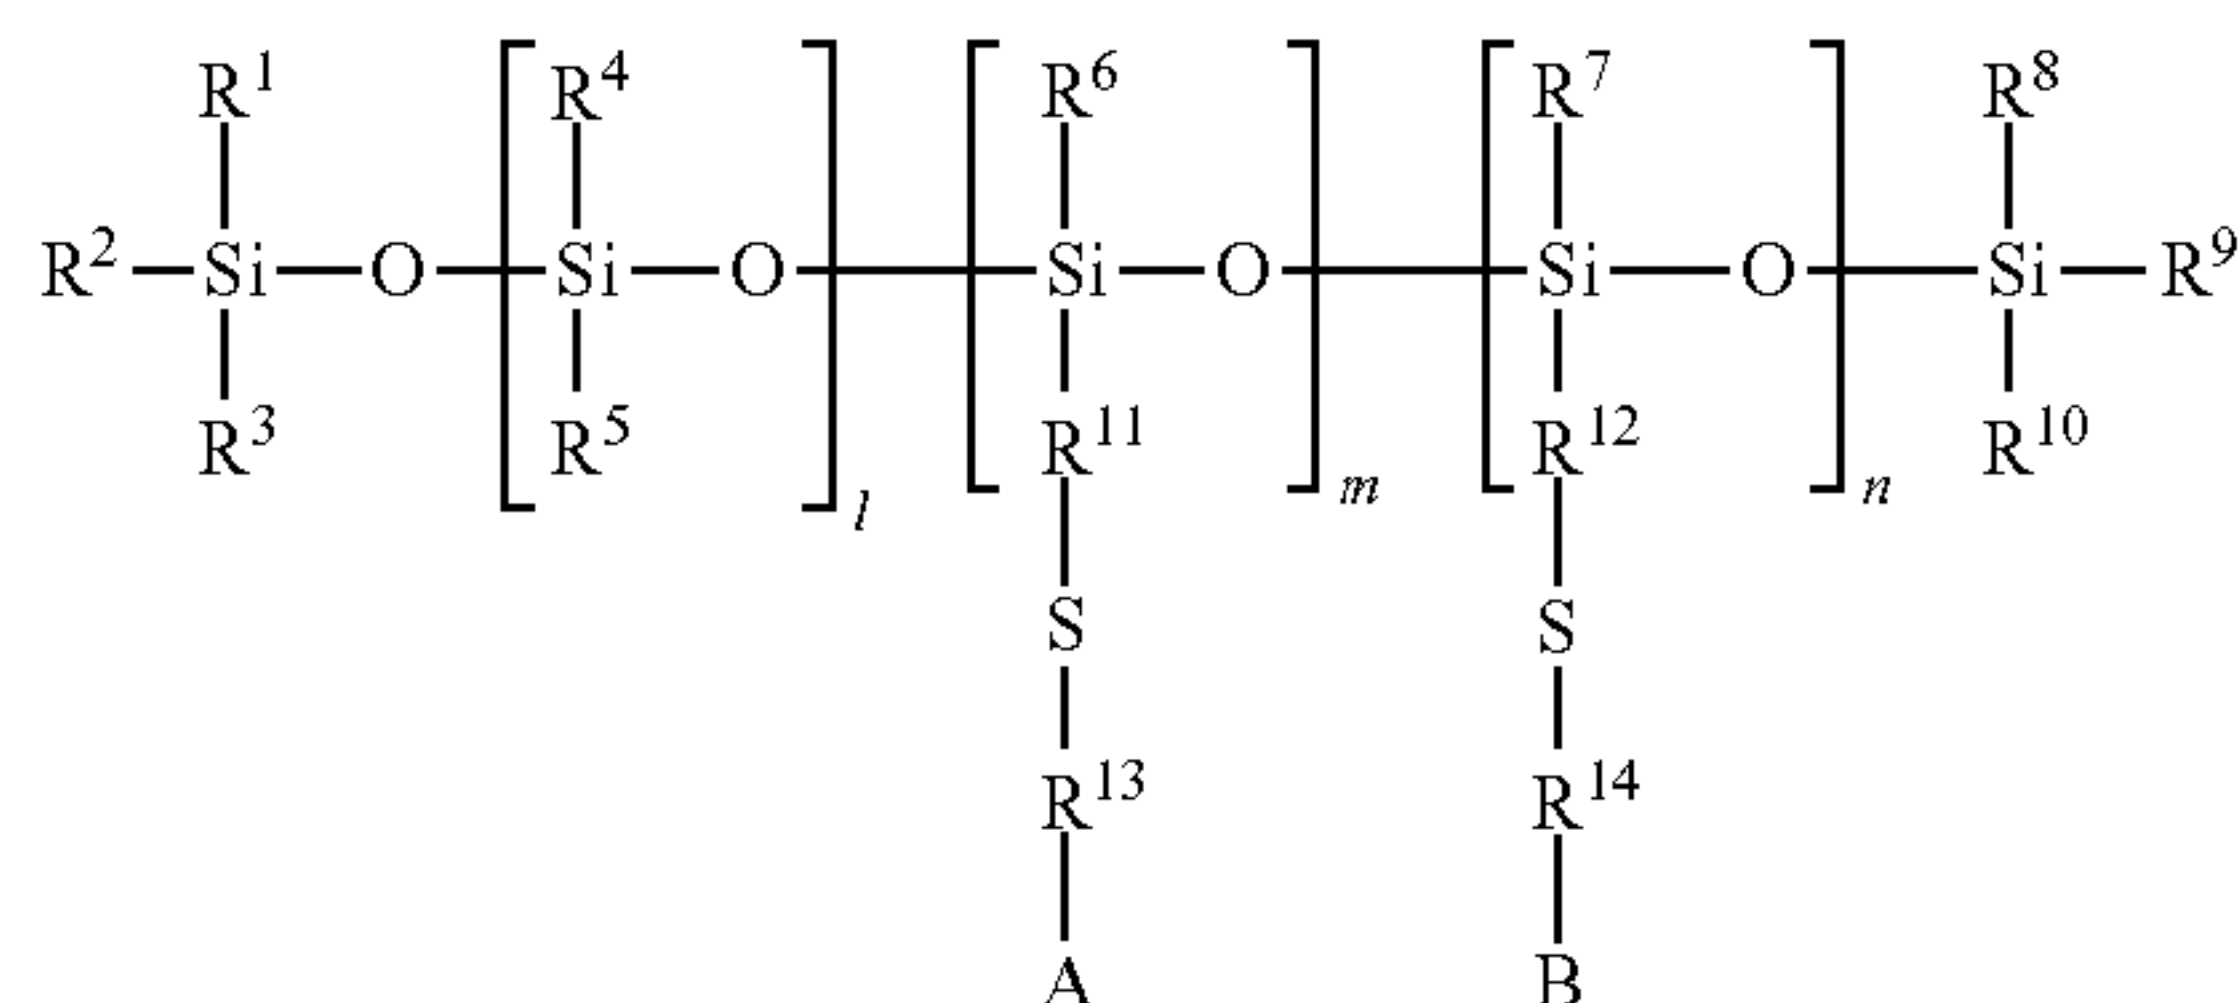 R1 R4 R6 R7 R8
R2 Si O Si O Si O Si O Si R9
R3 R5 R11 R12 R10
l m n
S S
R13 R14
A B